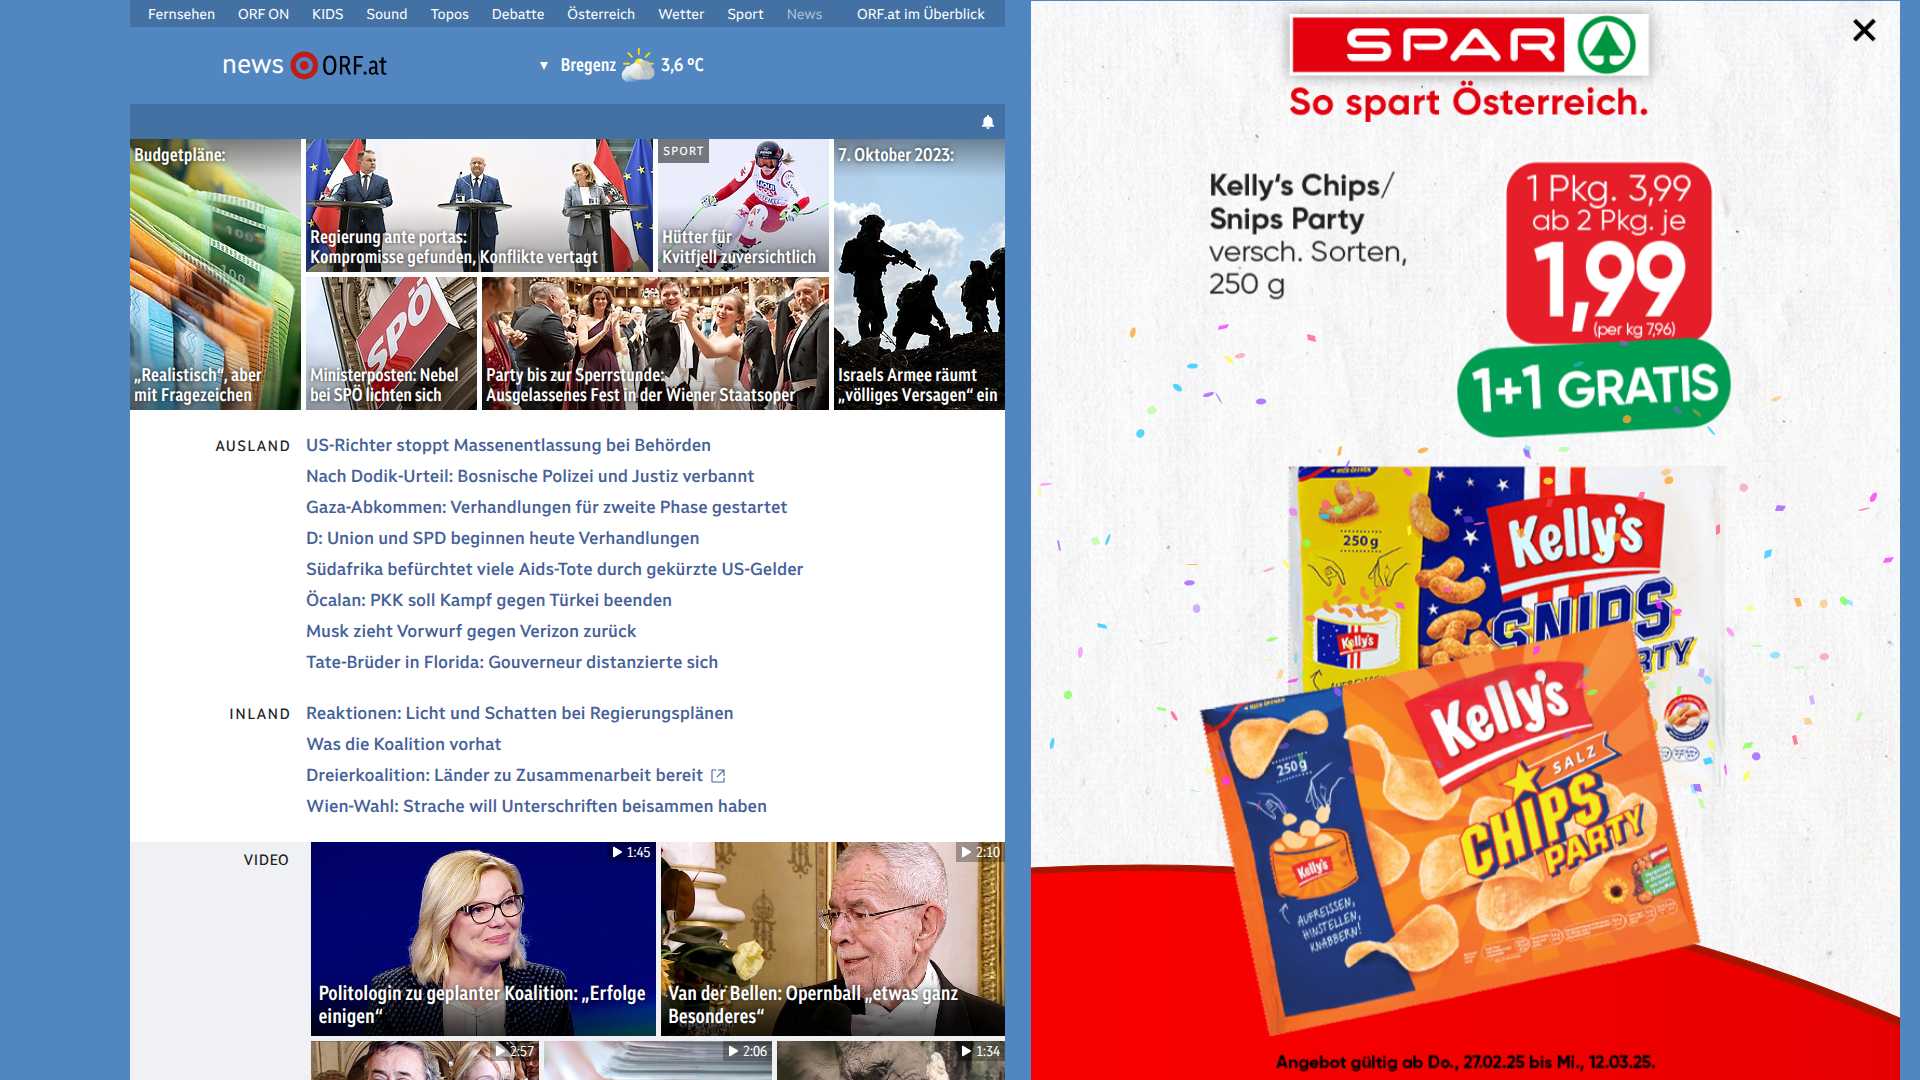 Fernsehen ORF ON KIDS Sound Topos Debatte Österreich Wetter Sport News ORF.at im Überblick
news ORF.at
Bregenz 3,6 °C
Budgetpläne:
„Realistisch“, aber
mit Fragezeichen
Regierung ante portas:
Kompromisse gefunden, Konflikte vertagt
SPORT
Hütter für
Kvitfjell zuversichtlich
7. Oktober 2023:
Israels Armee räumt
„völliges Versagen“ ein
SPÖ
Ministerposten: Nebel
bei SPÖ lichten sich
Party bis zur Sperrstunde:
Ausgelassenes Fest in der Wiener Staatsoper
AUSLAND
US-Richter stoppt Massenentlassung bei Behörden
Nach Dodik-Urteil: Bosnische Polizei und Justiz verbannt
Gaza-Abkommen: Verhandlungen für zweite Phase gestartet
D: Union und SPD beginnen heute Verhandlungen
Südafrika befürchtet viele Aids-Tote durch gekürzte US-Gelder
Öcalan: PKK soll Kampf gegen Türkei beenden
Musk zieht Vorwurf gegen Verizon zurück
Tate-Brüder in Florida: Gouverneur distanzierte sich
INLAND
Reaktionen: Licht und Schatten bei Regierungsplänen
Was die Koalition vorhat
Dreierkoalition: Länder zu Zusammenarbeit bereit
Wien-Wahl: Strache will Unterschriften beisammen haben
VIDEO
1:45
Politologin zu geplanter Koalition: „Erfolge
einigen“
2:10
Van der Bellen: Opernball „etwas ganz
Besonderes“
2:57
2:06
1:34
SPAR
So spart Österreich.
Kelly‘s Chips/
Snips Party
versch. Sorten,
250 g
1 Pkg. 3,99
ab 2 Pkg. je
1,99
(per kg 7,96)
1+1 GRATIS
250g
Kelly's
SNIPS
Kelly's
RTY
Kelly's
250g
SALZ
CHIPS
PARTY
Kelly's
AUFREISSEN,
HINSTELLEN,
KNABBERN!
Angebot gültig ab Do., 27.02.25 bis Mi., 12.03.25.